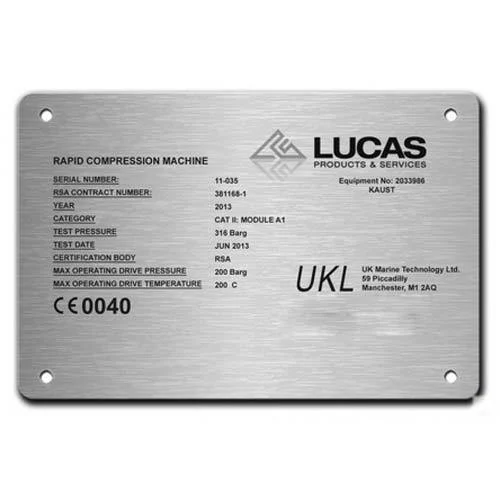 LUCAS
PRODUCTS & SERVICES
RAPID COMPRESSION MACHINE
Equipment No: 2033986
KAUST
SERIAL NUMBER: 11-035
RSA CONTRACT NUMBER: 381168-1
YEAR 2013
CATEGORY CAT II: MODULE A1
TEST PRESSURE 316 Barg
TEST DATE JUN 2013
CERTIFICATION BODY RSA
MAX OPERATING DRIVE PRESSURE 200 Barg
MAX OPERATING DRIVE TEMPERATURE 200 C
CE 0040
UKL
UK Marine Technology Ltd.
59 Piccadilly
Manchester, M1 2AQ